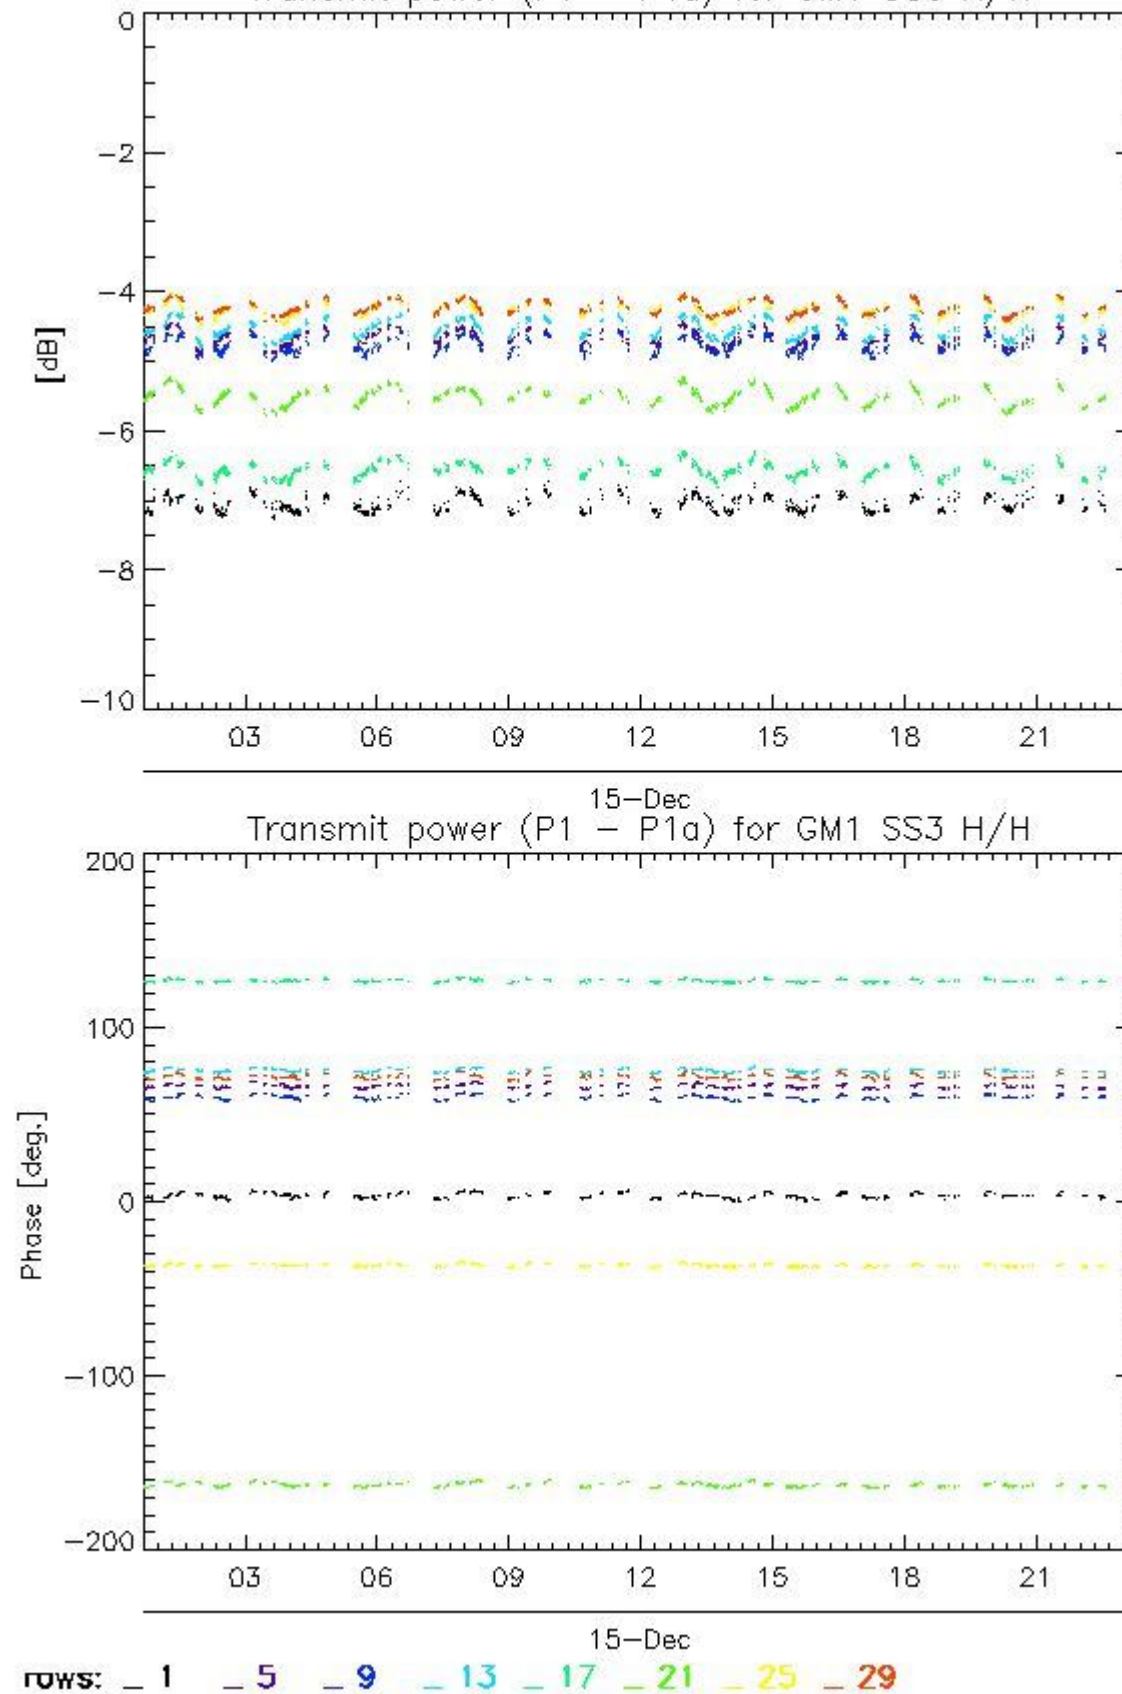 0
−2
−4
−6
−8
−10
[dB]
03 06 09 12 15 18 21
15−Dec
Transmit power (P1 − P1a) for GM1 SS3 H/H
200
100
0
−100
−200
Phase [deg.]
03 06 09 12 15 18 21
15−Dec
rows: _ 1 _ 5 _ 9 _ 13 _ 17 _ 21 _ 25 _ 29